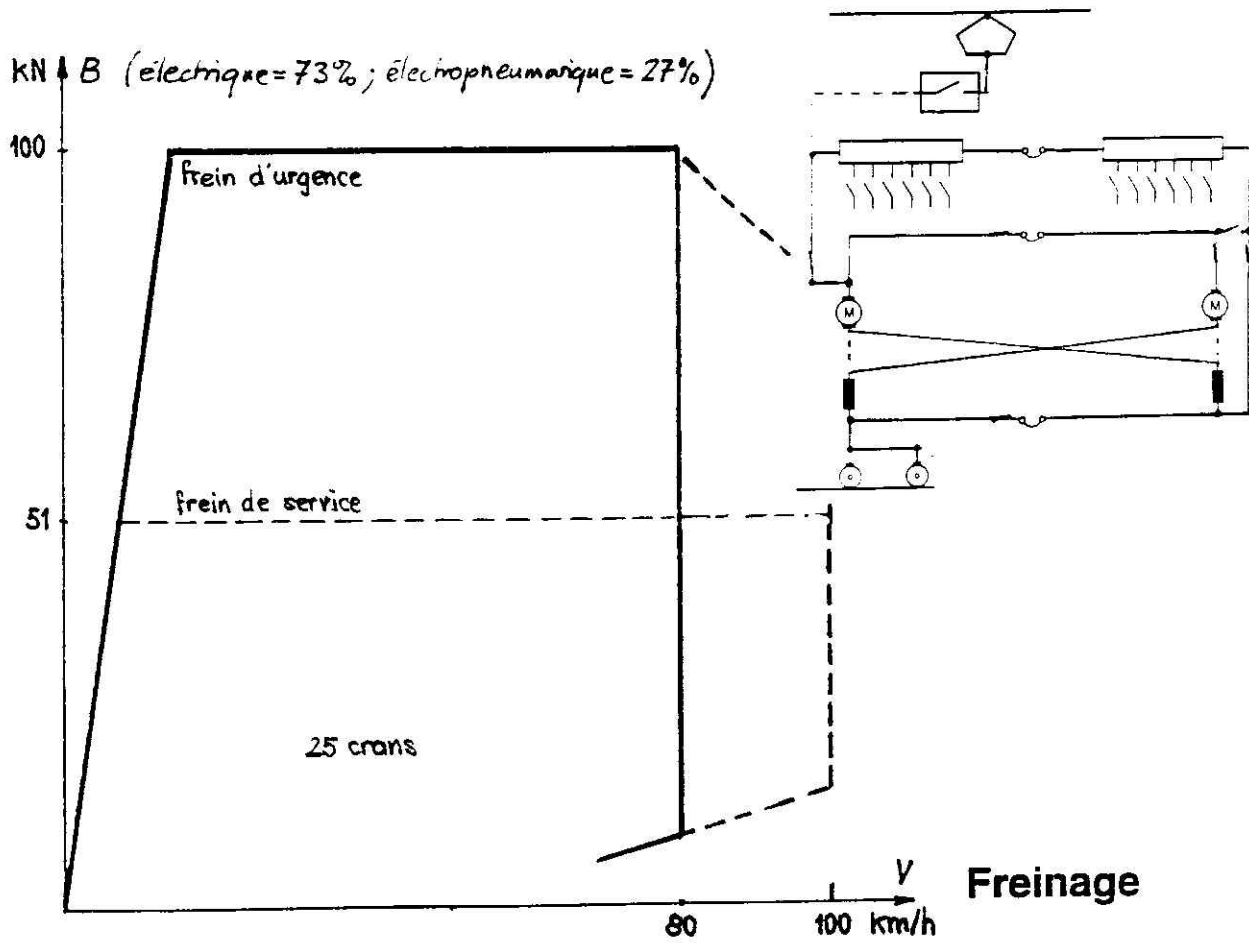 kN B (électrique = 73% ; électropneumatique = 27%)
100
frein d'urgence
M
M
frein de service
51
25 crans
V
80
100 km/h
Freinage